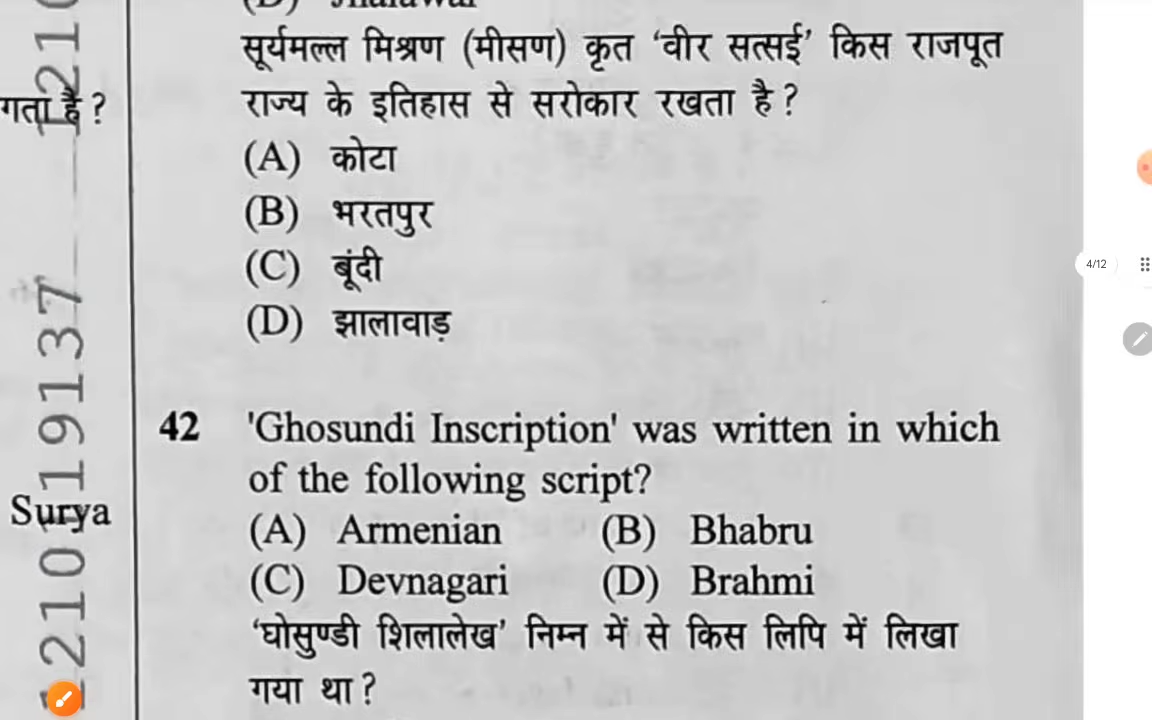 सूर्यमल्ल मिश्रण (मीसण) कृत ‘वीर सत्सई’ किस राजपूत
राज्य के इतिहास से सरोकार रखता है ?
(A) कोटा
(B) भरतपुर
(C) बूंदी
(D) झालावाड़
42 'Ghosundi Inscription' was written in which
of the following script?
(A) Armenian (B) Bhabru
(C) Devnagari (D) Brahmi
‘घोसुण्डी शिलालेख’ निम्न में से किस लिपि में लिखा
गया था ?
है ?
Surya
4/12